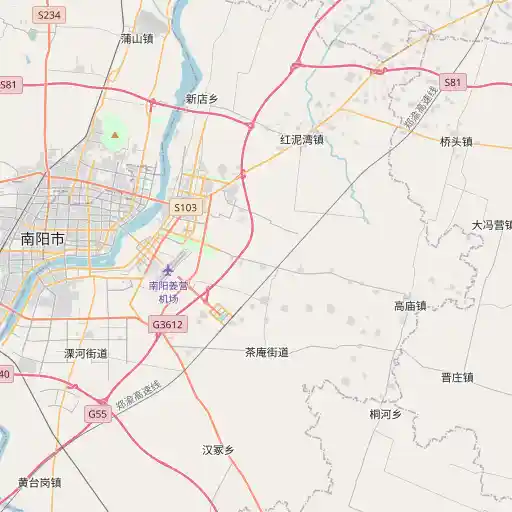 S234
蒲山镇
S81
S81
新店乡
郑渝高速线
红泥湾镇
桥头镇
S103
大冯营镇
南阳市
南阳姜营
机场
高庙镇
G3612
溧河街道
茶庵街道
40
晋庄镇
郑渝高速线
G55
桐河乡
汉冢乡
黄台岗镇